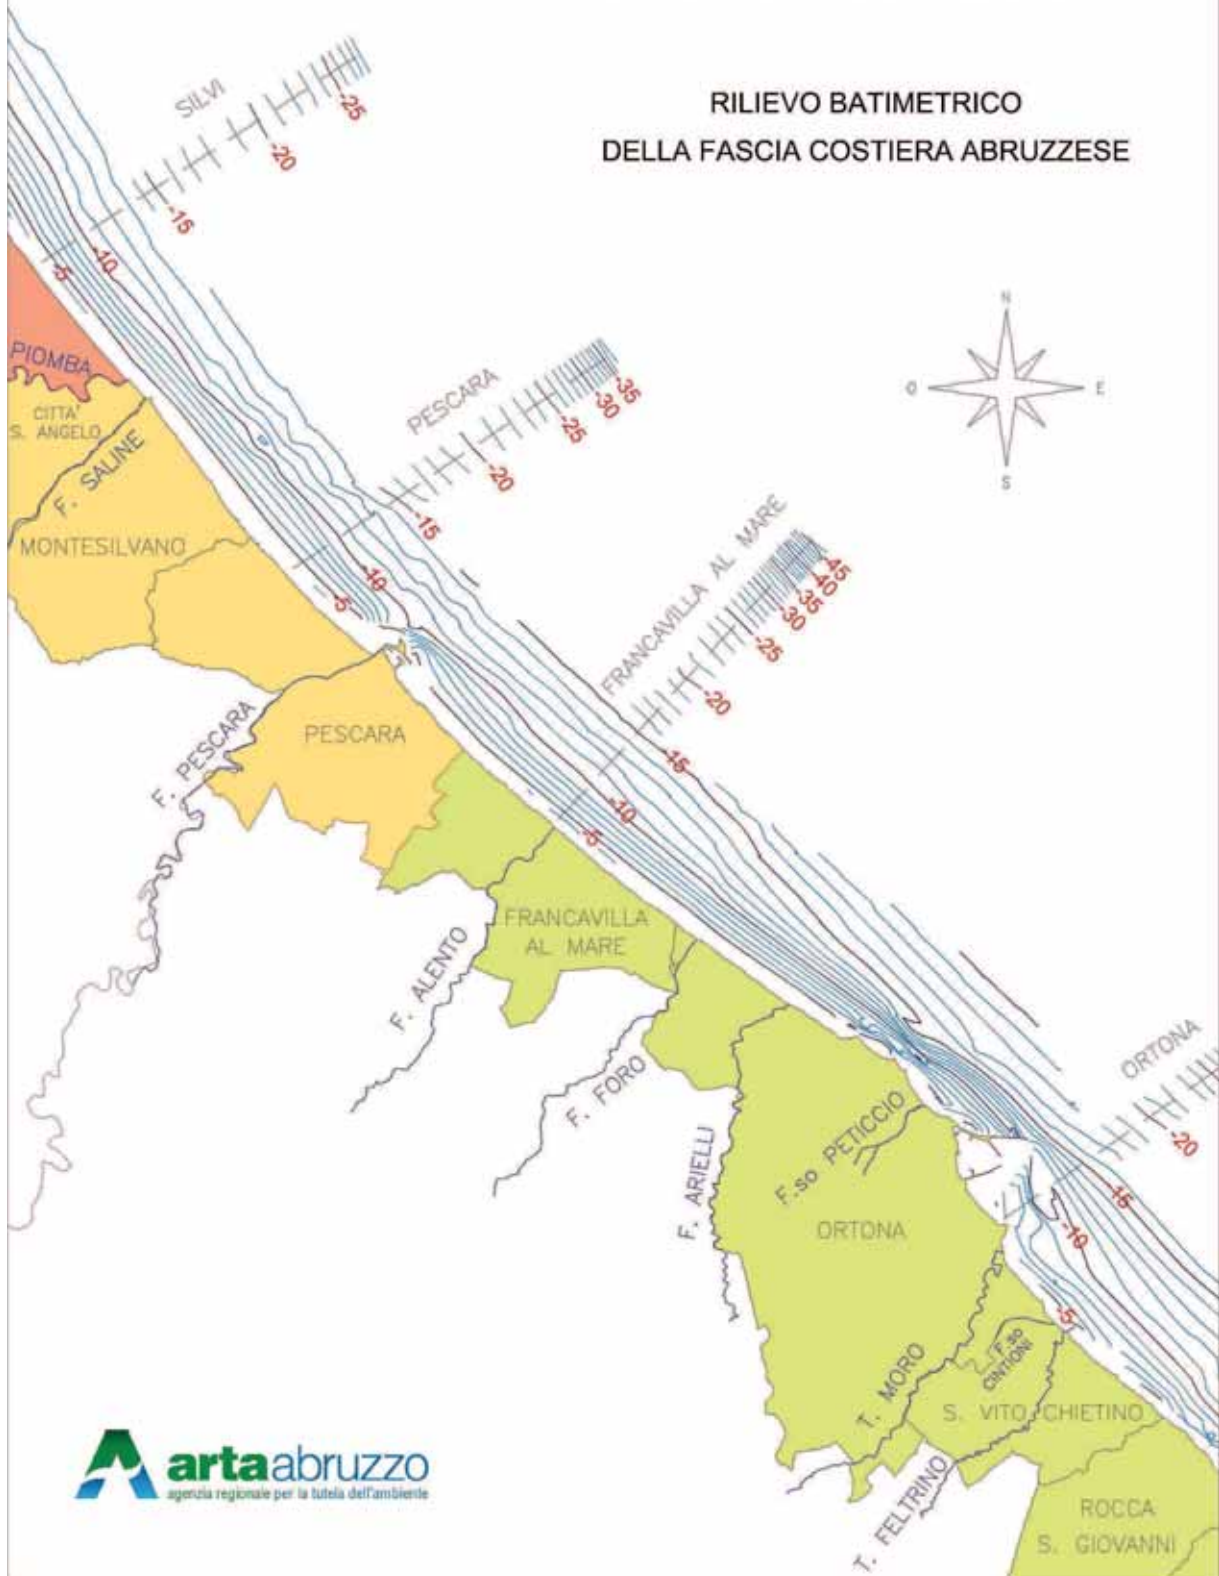 RILIEVO BATIMETRICO
DELLA FASCIA COSTIERA ABRUZZESE
SILVI
-25
-20
-15
-10
-5
N
O
E
S
PIOMBA
CITTA'
S. ANGELO
F. SALINE
MONTESILVANO
PESCARA
-35
-30
-25
-20
-15
-10
-5
FRANCAVILLA AL MARE
-45
-40
-35
-30
-25
-20
-15
-10
-5
F. PESCARA
PESCARA
FRANCAVILLA
AL MARE
F. ALENTO
F. FORO
F. ARIELLI
F.so PETICCIO
ORTONA
ORTONA
-20
-15
-10
-5
-5
T. MORO
F.so
CINTIONI
S. VITO CHIETINO
T. FELTRINO
ROCCA
S. GIOVANNI
artaabruzzo
agenzia regionale per la tutela dell'ambiente